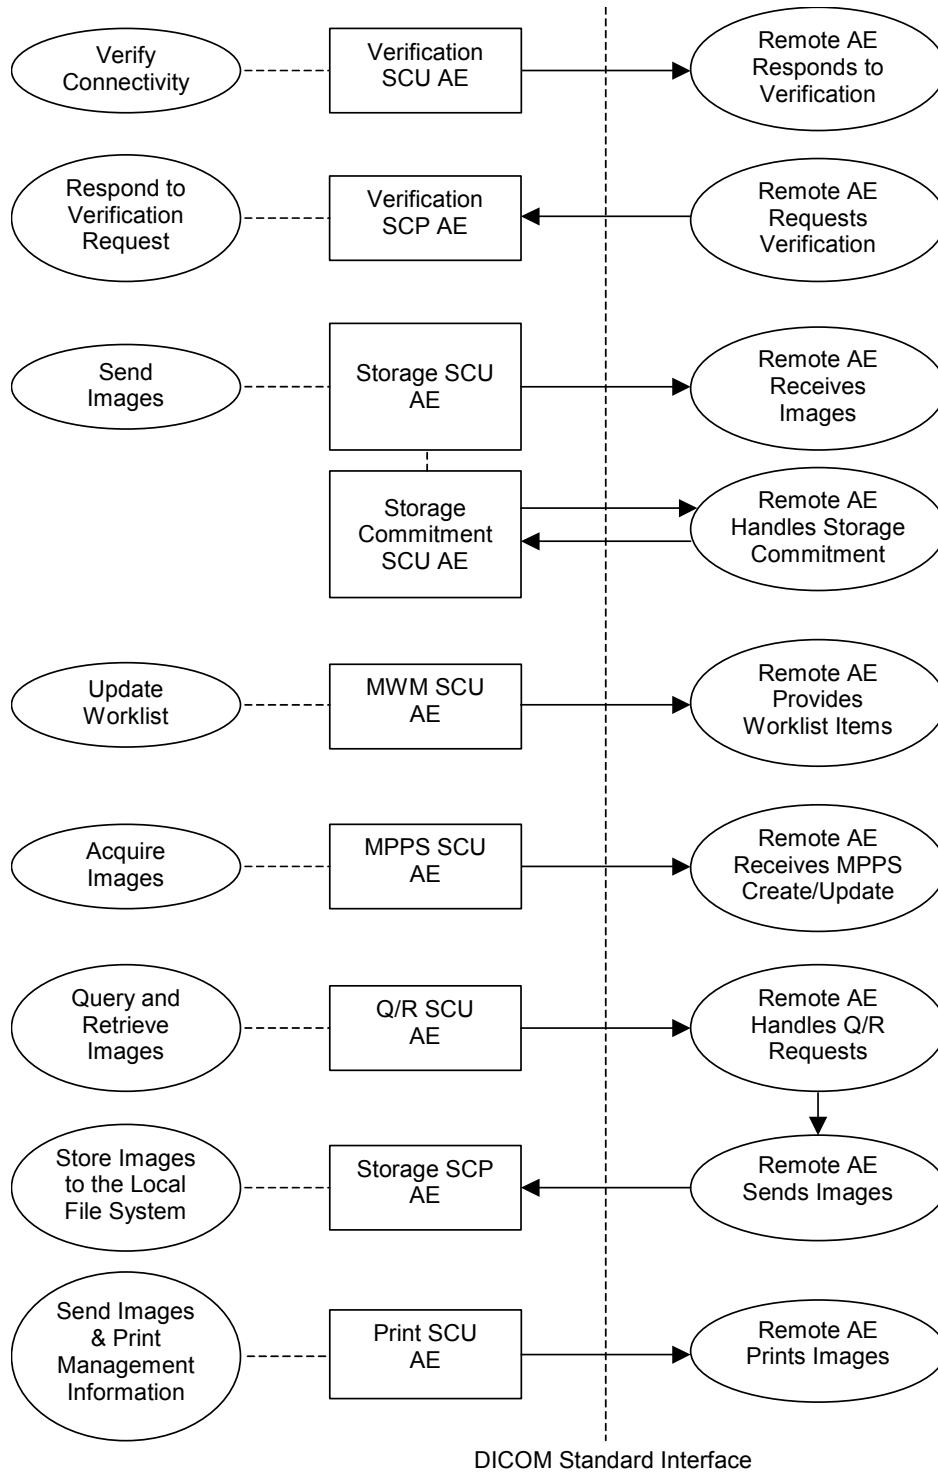 Verify
Connectivity
Verification
SCU AE
Remote AE
Responds to
Verification
Respond to
Verification
Request
Verification
SCP AE
Remote AE
Requests
Verification
Send
Images
Storage SCU
AE
Remote AE
Receives
Images
Storage
Commitment
SCU AE
Remote AE
Handles Storage
Commitment
Update
Worklist
MWM SCU
AE
Remote AE
Provides
Worklist Items
Acquire
Images
MPPS SCU
AE
Remote AE
Receives MPPS
Create/Update
Query and
Retrieve
Images
Q/R SCU
AE
Remote AE
Handles Q/R
Requests
Store Images
to the Local
File System
Storage SCP
AE
Remote AE
Sends Images
Send Images
& Print
Management
Information
Print SCU
AE
Remote AE
Prints Images
DICOM Standard Interface